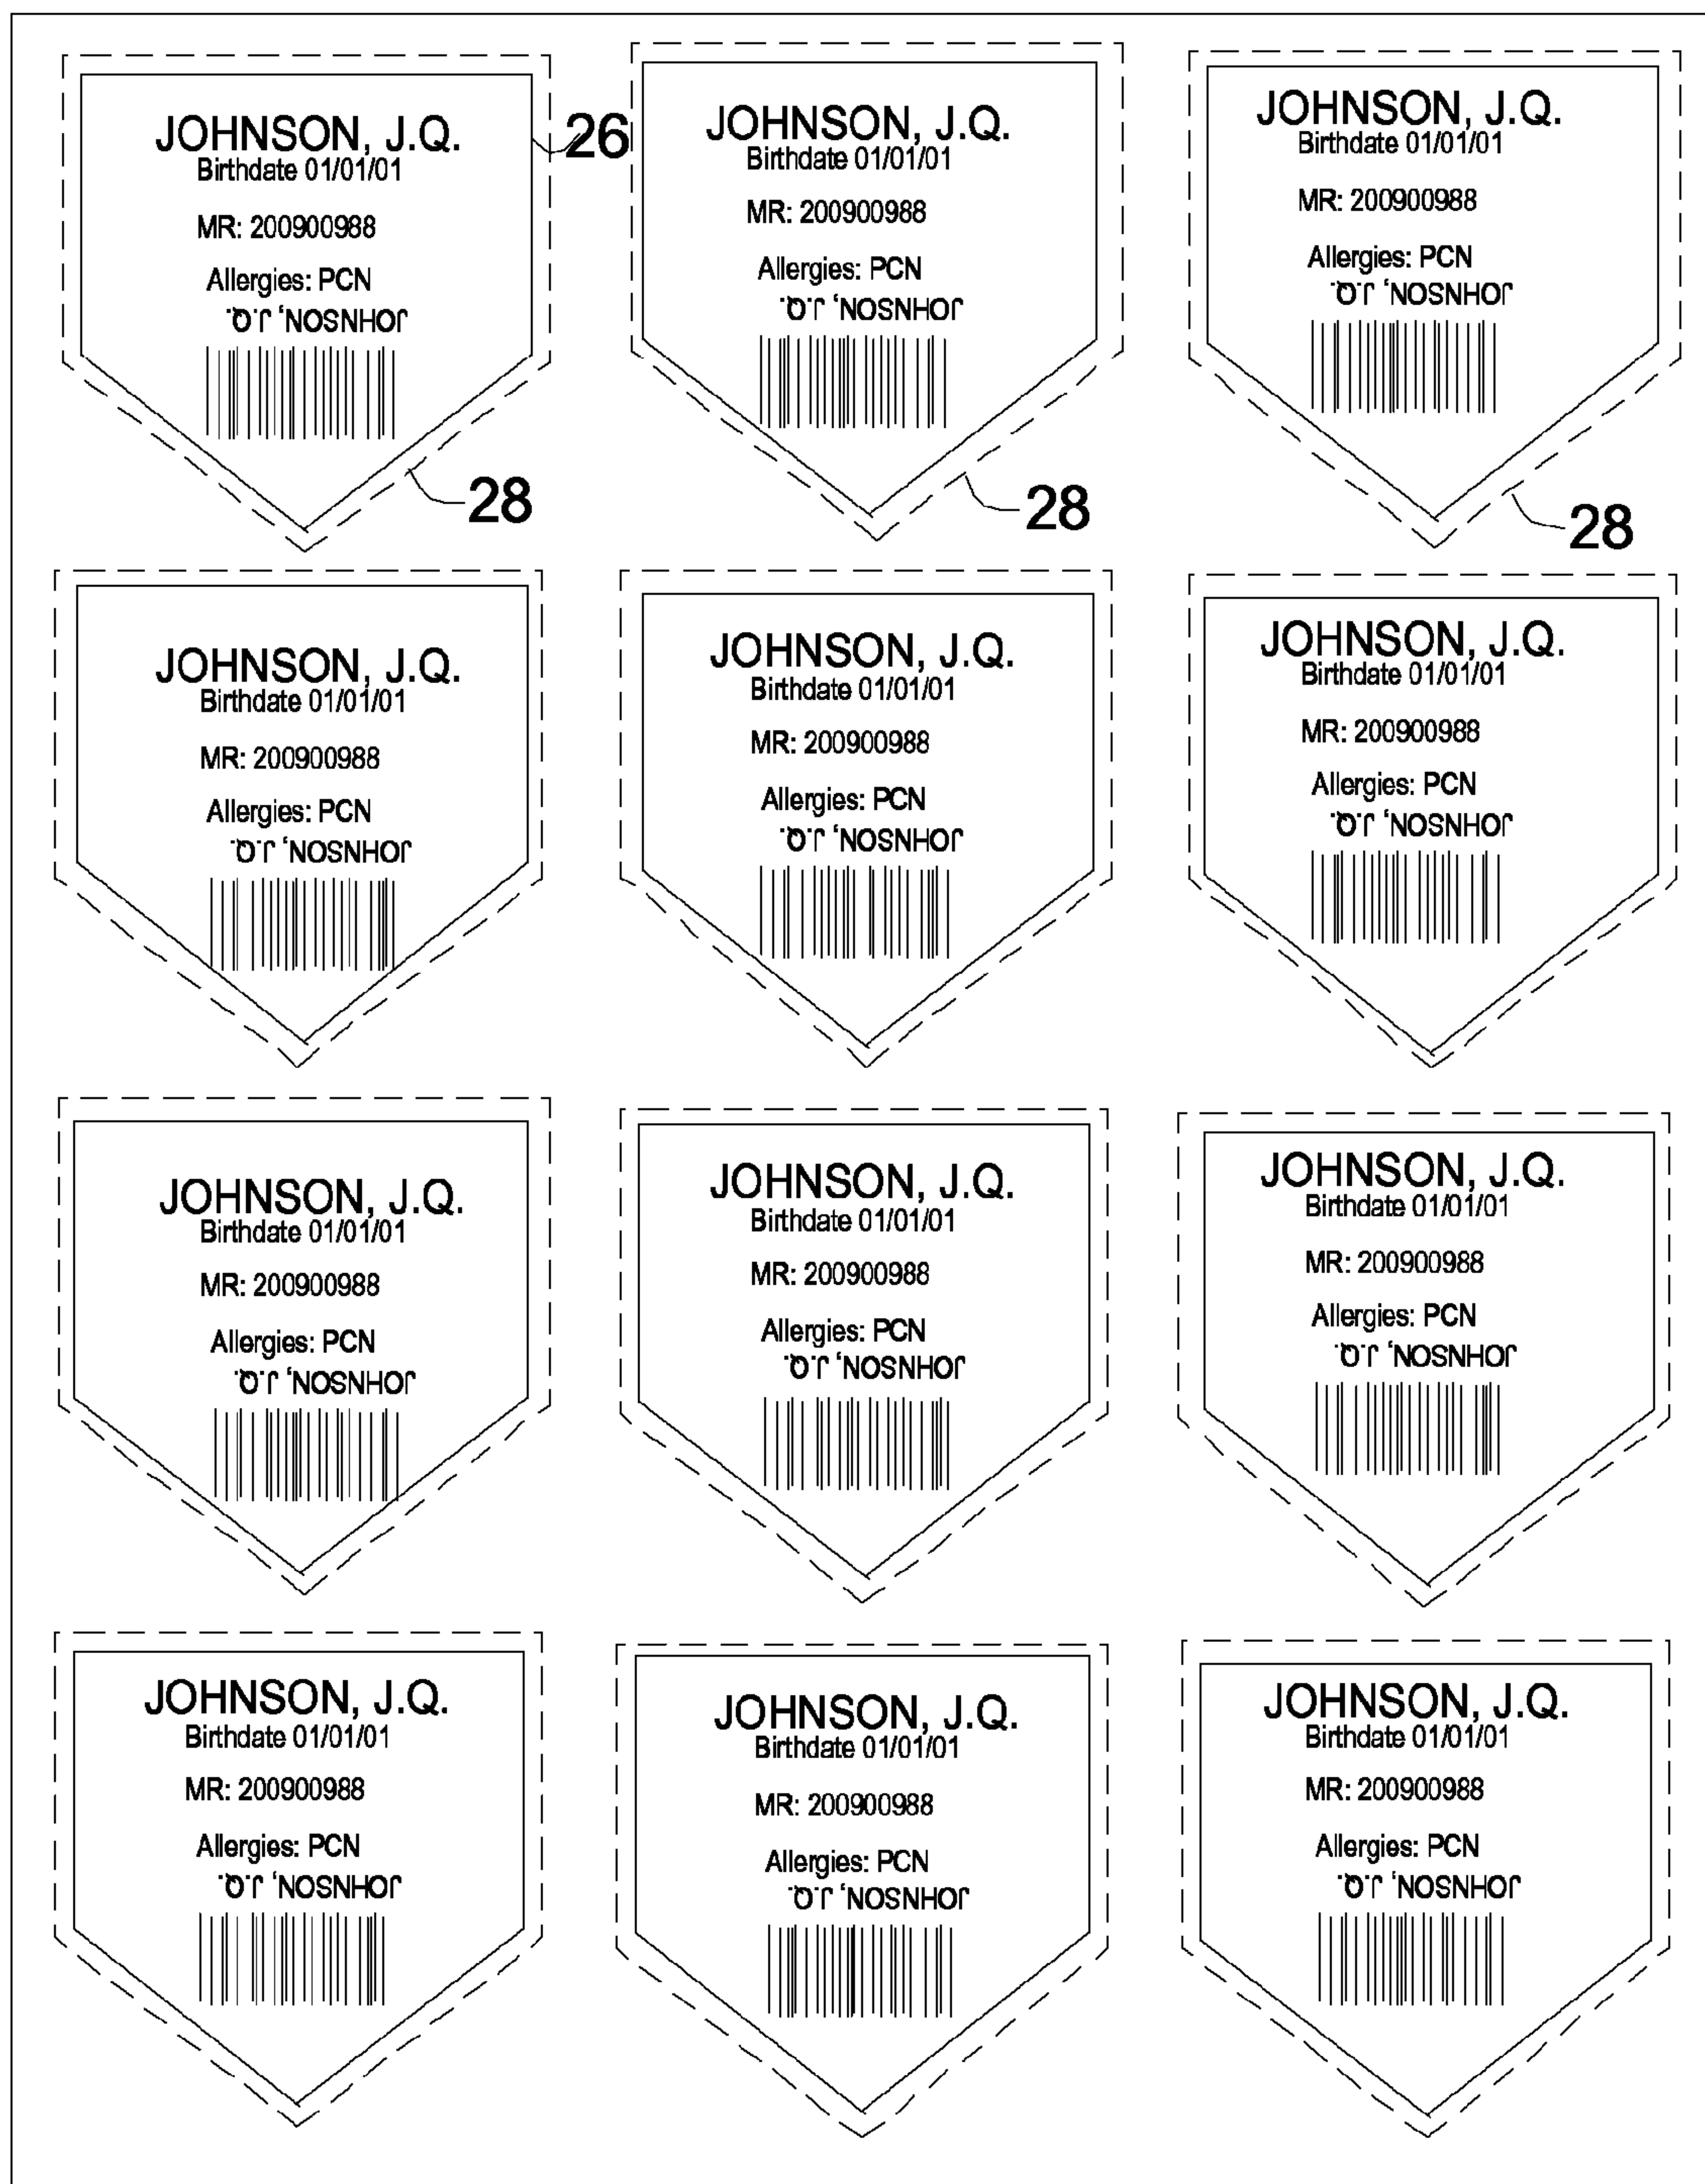 JOHNSON, J.Q.
Birthdate 01/01/01
MR: 200900988
Allergies: PCN
JOHNSON, J.Q.
26
28
JOHNSON, J.Q.
Birthdate 01/01/01
MR: 200900988
Allergies: PCN
JOHNSON, J.Q.
28
JOHNSON, J.Q.
Birthdate 01/01/01
MR: 200900988
Allergies: PCN
JOHNSON, J.Q.
28
JOHNSON, J.Q.
Birthdate 01/01/01
MR: 200900988
Allergies: PCN
JOHNSON, J.Q.
JOHNSON, J.Q.
Birthdate 01/01/01
MR: 200900988
Allergies: PCN
JOHNSON, J.Q.
JOHNSON, J.Q.
Birthdate 01/01/01
MR: 200900988
Allergies: PCN
JOHNSON, J.Q.
JOHNSON, J.Q.
Birthdate 01/01/01
MR: 200900988
Allergies: PCN
JOHNSON, J.Q.
JOHNSON, J.Q.
Birthdate 01/01/01
MR: 200900988
Allergies: PCN
JOHNSON, J.Q.
JOHNSON, J.Q.
Birthdate 01/01/01
MR: 200900988
Allergies: PCN
JOHNSON, J.Q.
JOHNSON, J.Q.
Birthdate 01/01/01
MR: 200900988
Allergies: PCN
JOHNSON, J.Q.
JOHNSON, J.Q.
Birthdate 01/01/01
MR: 200900988
Allergies: PCN
JOHNSON, J.Q.
JOHNSON, J.Q.
Birthdate 01/01/01
MR: 200900988
Allergies: PCN
JOHNSON, J.Q.